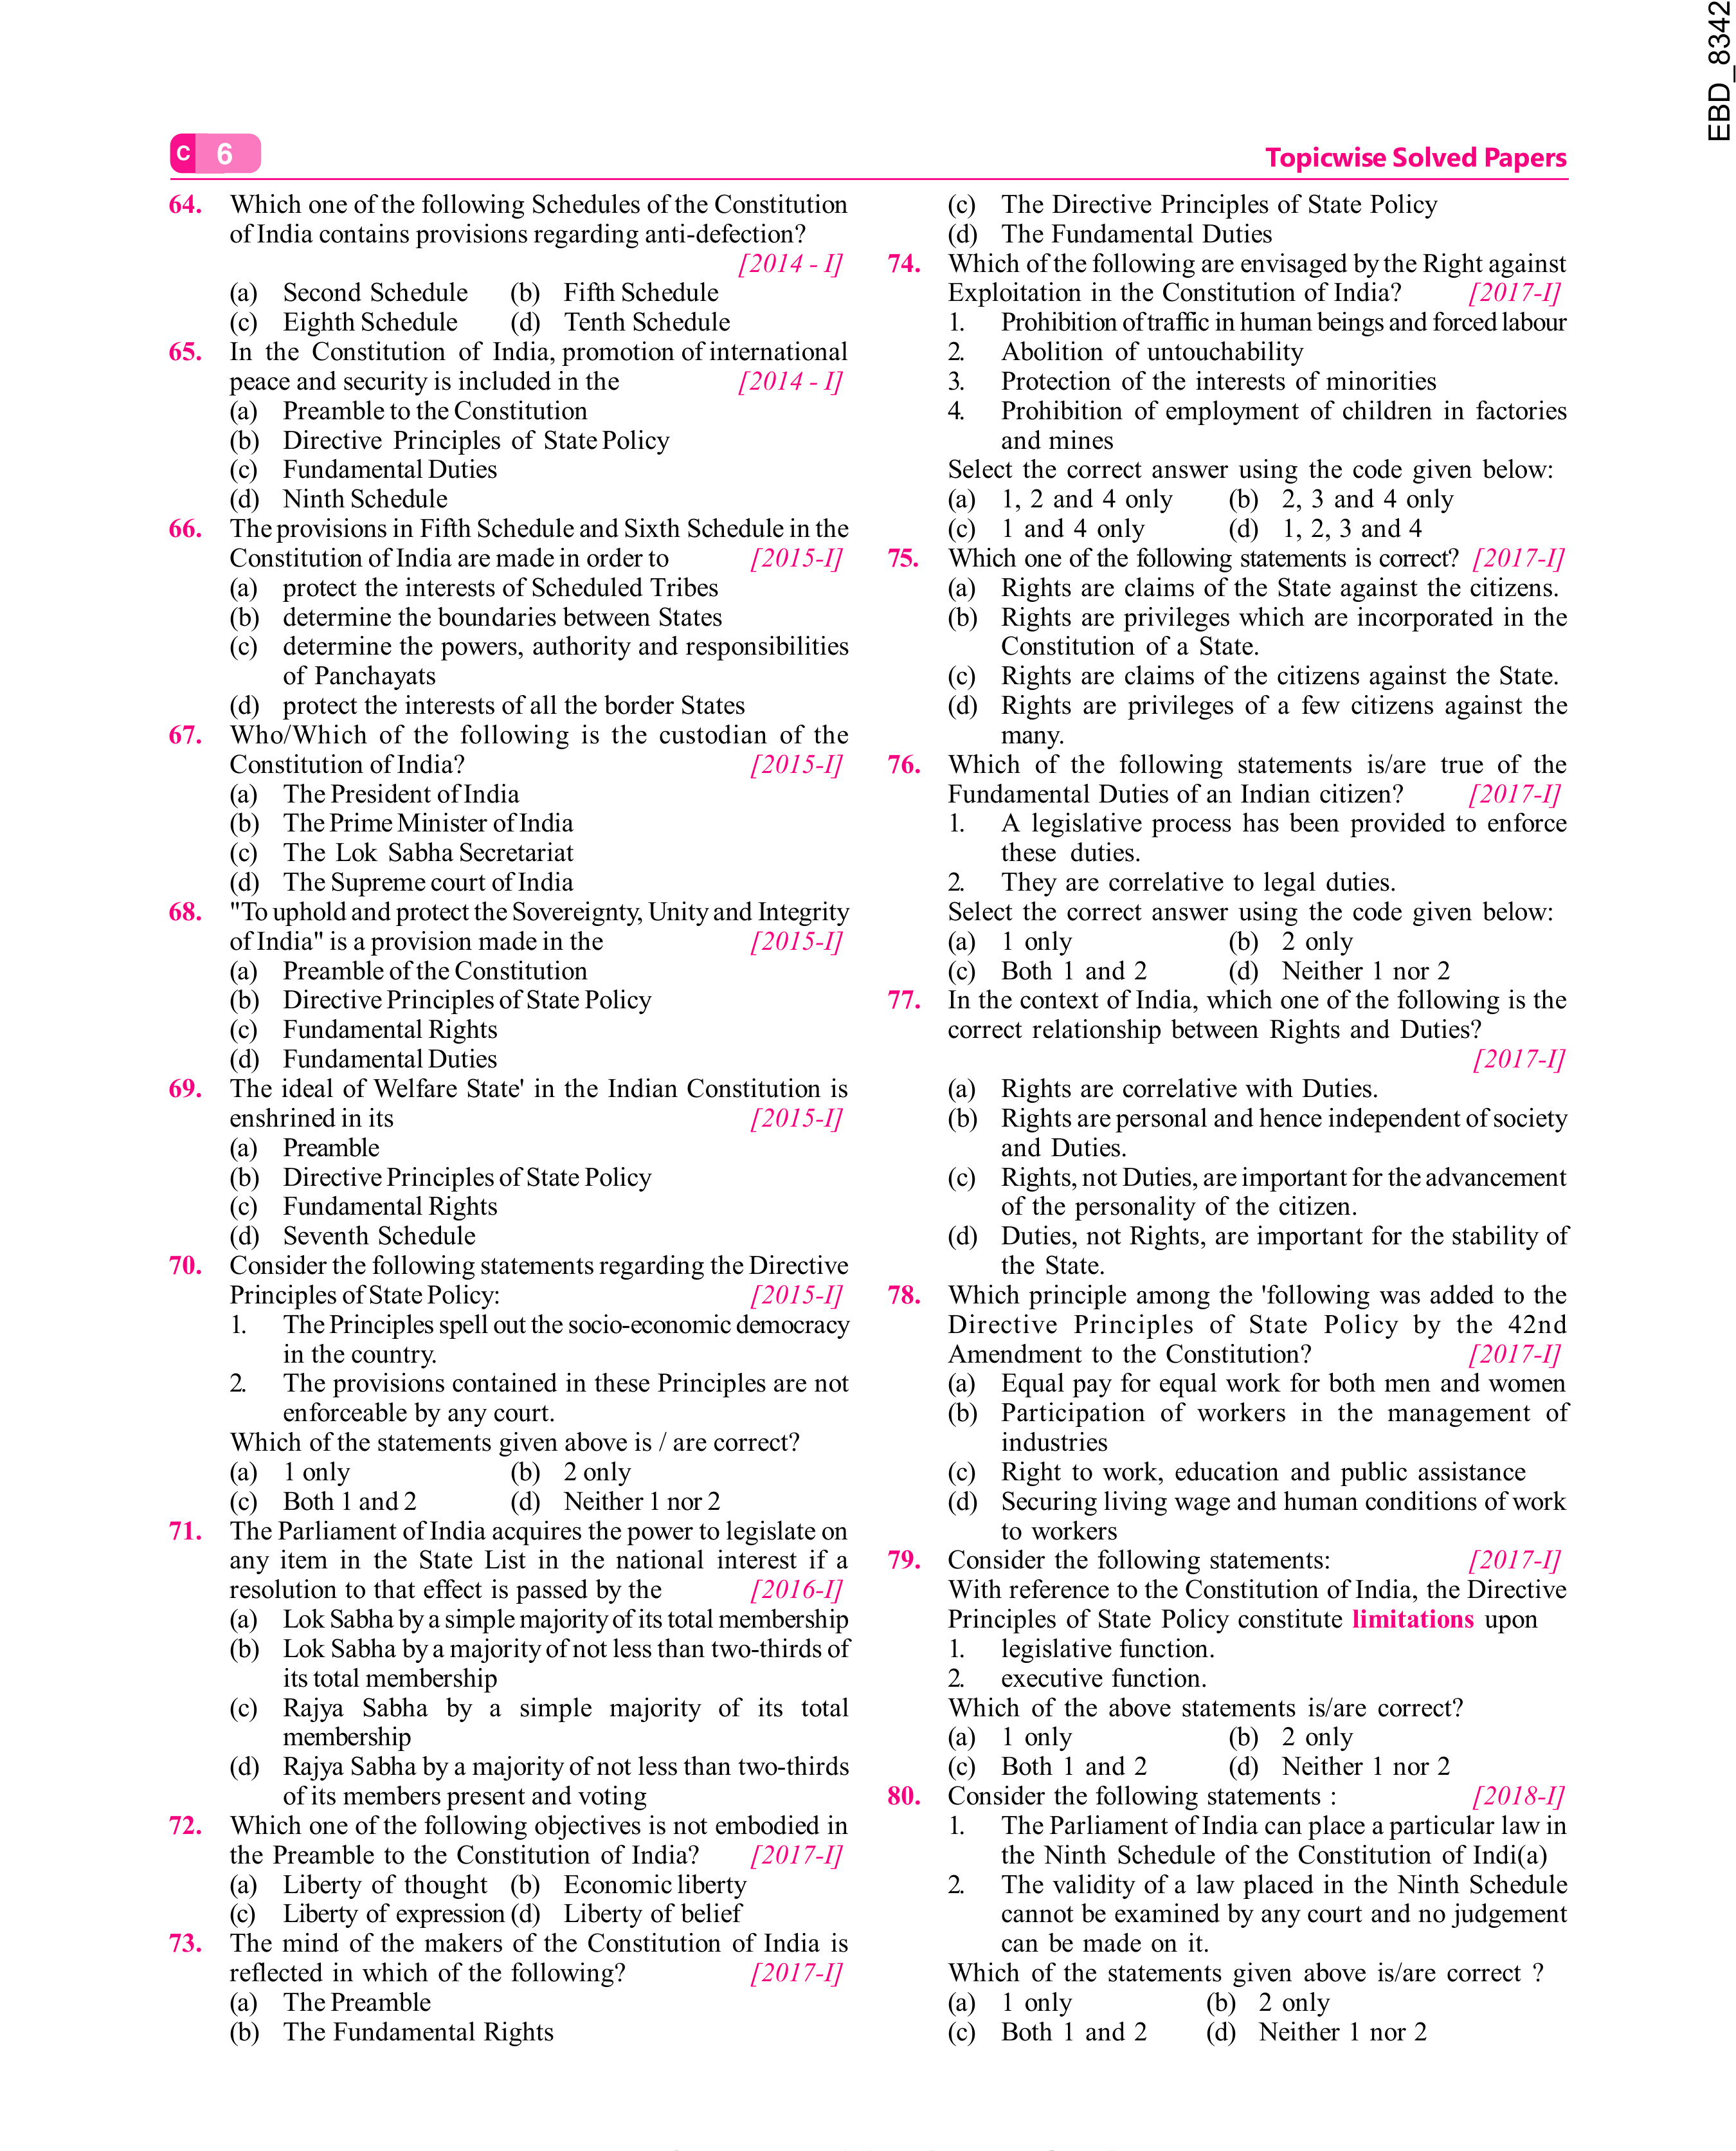 EBD_8342
C 6
Topicwise Solved Papers
64. Which one of the following Schedules of the Constitution
of India contains provisions regarding anti-defection?
[2014 - I]
(a) Second Schedule (b) Fifth Schedule
(c) Eighth Schedule (d) Tenth Schedule
65. In the Constitution of India, promotion of international
peace and security is included in the [2014 - I]
(a) Preamble to the Constitution
(b) Directive Principles of State Policy
(c) Fundamental Duties
(d) Ninth Schedule
66. The provisions in Fifth Schedule and Sixth Schedule in the
Constitution of India are made in order to [2015-I]
(a) protect the interests of Scheduled Tribes
(b) determine the boundaries between States
(c) determine the powers, authority and responsibilities
of Panchayats
(d) protect the interests of all the border States
67. Who/Which of the following is the custodian of the
Constitution of India? [2015-I]
(a) The President of India
(b) The Prime Minister of India
(c) The Lok Sabha Secretariat
(d) The Supreme court of India
68. "To uphold and protect the Sovereignty, Unity and Integrity
of India" is a provision made in the [2015-I]
(a) Preamble of the Constitution
(b) Directive Principles of State Policy
(c) Fundamental Rights
(d) Fundamental Duties
69. The ideal of Welfare State' in the Indian Constitution is
enshrined in its [2015-I]
(a) Preamble
(b) Directive Principles of State Policy
(c) Fundamental Rights
(d) Seventh Schedule
70. Consider the following statements regarding the Directive
Principles of State Policy: [2015-I]
1. The Principles spell out the socio-economic democracy
in the country.
2. The provisions contained in these Principles are not
enforceable by any court.
Which of the statements given above is / are correct?
(a) 1 only (b) 2 only
(c) Both 1 and 2 (d) Neither 1 nor 2
71. The Parliament of India acquires the power to legislate on
any item in the State List in the national interest if a
resolution to that effect is passed by the [2016-I]
(a) Lok Sabha by a simple majority of its total membership
(b) Lok Sabha by a majority of not less than two-thirds of
its total membership
(c) Rajya Sabha by a simple majority of its total
membership
(d) Rajya Sabha by a majority of not less than two-thirds
of its members present and voting
72. Which one of the following objectives is not embodied in
the Preamble to the Constitution of India? [2017-I]
(a) Liberty of thought (b) Economic liberty
(c) Liberty of expression (d) Liberty of belief
73. The mind of the makers of the Constitution of India is
reflected in which of the following? [2017-I]
(a) The Preamble
(b) The Fundamental Rights
(c) The Directive Principles of State Policy
(d) The Fundamental Duties
74. Which of the following are envisaged by the Right against
Exploitation in the Constitution of India? [2017-I]
1. Prohibition of traffic in human beings and forced labour
2. Abolition of untouchability
3. Protection of the interests of minorities
4. Prohibition of employment of children in factories
and mines
Select the correct answer using the code given below:
(a) 1, 2 and 4 only (b) 2, 3 and 4 only
(c) 1 and 4 only (d) 1, 2, 3 and 4
75. Which one of the following statements is correct? [2017-I]
(a) Rights are claims of the State against the citizens.
(b) Rights are privileges which are incorporated in the
Constitution of a State.
(c) Rights are claims of the citizens against the State.
(d) Rights are privileges of a few citizens against the
many.
76. Which of the following statements is/are true of the
Fundamental Duties of an Indian citizen? [2017-I]
1. A legislative process has been provided to enforce
these duties.
2. They are correlative to legal duties.
Select the correct answer using the code given below:
(a) 1 only (b) 2 only
(c) Both 1 and 2 (d) Neither 1 nor 2
77. In the context of India, which one of the following is the
correct relationship between Rights and Duties?
[2017-I]
(a) Rights are correlative with Duties.
(b) Rights are personal and hence independent of society
and Duties.
(c) Rights, not Duties, are important for the advancement
of the personality of the citizen.
(d) Duties, not Rights, are important for the stability of
the State.
78. Which principle among the 'following was added to the
Directive Principles of State Policy by the 42nd
Amendment to the Constitution? [2017-I]
(a) Equal pay for equal work for both men and women
(b) Participation of workers in the management of
industries
(c) Right to work, education and public assistance
(d) Securing living wage and human conditions of work
to workers
79. Consider the following statements: [2017-I]
With reference to the Constitution of India, the Directive
Principles of State Policy constitute limitations upon
1. legislative function.
2. executive function.
Which of the above statements is/are correct?
(a) 1 only (b) 2 only
(c) Both 1 and 2 (d) Neither 1 nor 2
80. Consider the following statements : [2018-I]
1. The Parliament of India can place a particular law in
the Ninth Schedule of the Constitution of Indi(a)
2. The validity of a law placed in the Ninth Schedule
cannot be examined by any court and no judgement
can be made on it.
Which of the statements given above is/are correct ?
(a) 1 only (b) 2 only
(c) Both 1 and 2 (d) Neither 1 nor 2